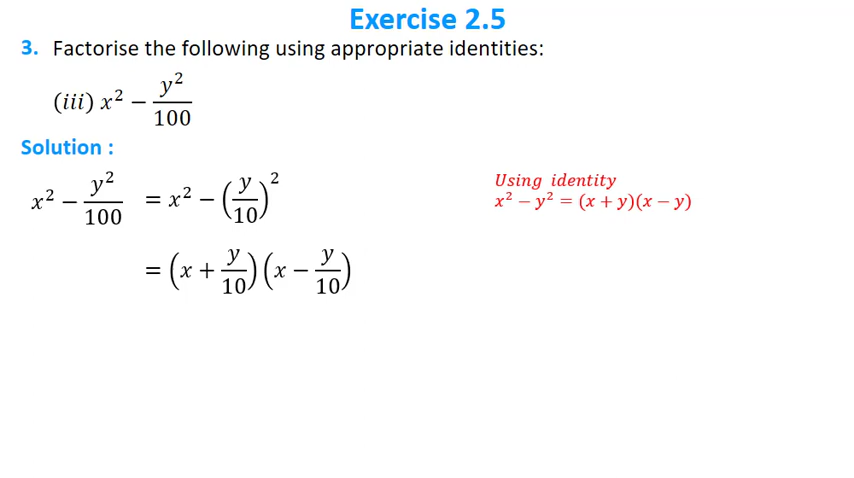 Exercise 2.5
3. Factorise the following using appropriate identities:
(iii) x² − y²/100
Solution :
x² − y²/100 = x² − (y/10)²
Using identity
x² − y² = (x + y)(x − y)
= (x + y/10)(x − y/10)